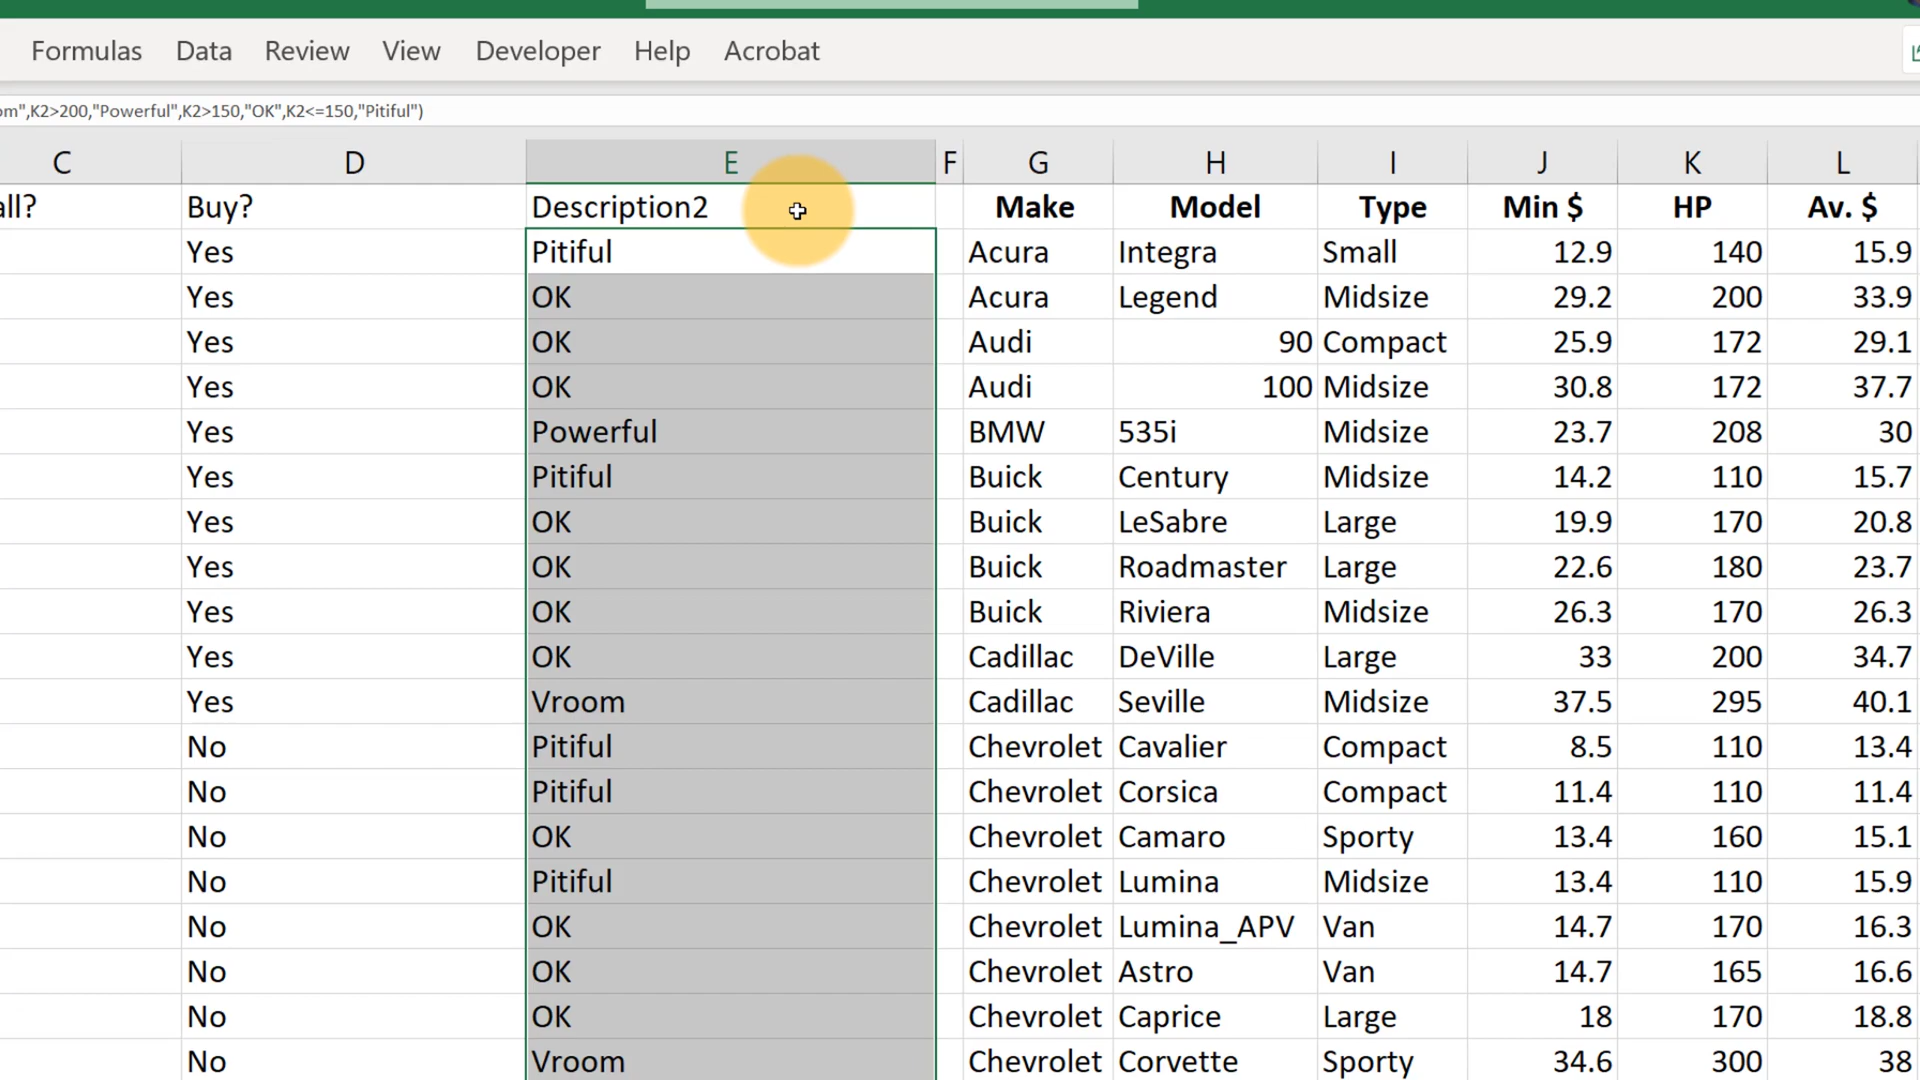 Formulas Data Review View Developer Help Acrobat
om",K2>200,"Powerful",K2>150,"OK",K2<=150,"Pitiful")
C D E F G H I J K L
all? Buy? Description2 Make Model Type Min $ HP Av. $
Yes Pitiful Acura Integra Small 12.9 140 15.9
Yes OK Acura Legend Midsize 29.2 200 33.9
Yes OK Audi 90 Compact 25.9 172 29.1
Yes OK Audi 100 Midsize 30.8 172 37.7
Yes Powerful BMW 535i Midsize 23.7 208 30
Yes Pitiful Buick Century Midsize 14.2 110 15.7
Yes OK Buick LeSabre Large 19.9 170 20.8
Yes OK Buick Roadmaster Large 22.6 180 23.7
Yes OK Buick Riviera Midsize 26.3 170 26.3
Yes OK Cadillac DeVille Large 33 200 34.7
Yes Vroom Cadillac Seville Midsize 37.5 295 40.1
No Pitiful Chevrolet Cavalier Compact 8.5 110 13.4
No Pitiful Chevrolet Corsica Compact 11.4 110 11.4
No OK Chevrolet Camaro Sporty 13.4 160 15.1
No Pitiful Chevrolet Lumina Midsize 13.4 110 15.9
No OK Chevrolet Lumina_APV Van 14.7 170 16.3
No OK Chevrolet Astro Van 14.7 165 16.6
No OK Chevrolet Caprice Large 18 170 18.8
No Vroom Chevrolet Corvette Sporty 34.6 300 38